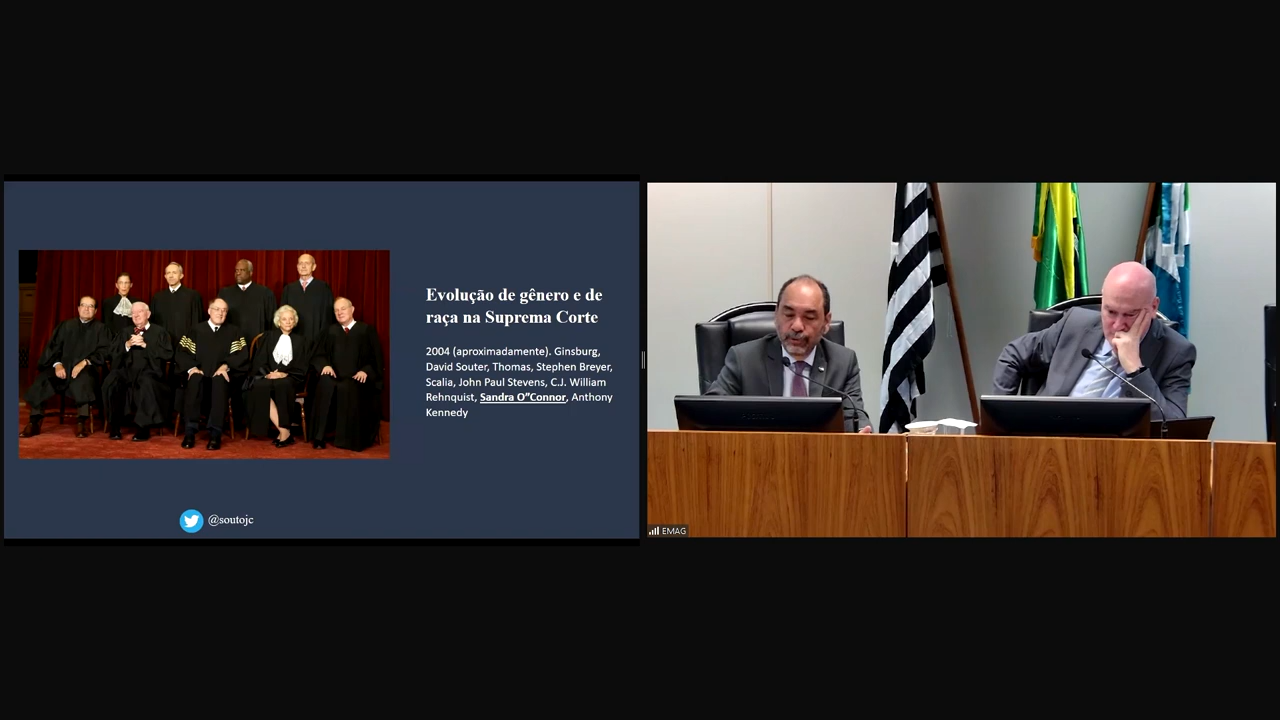 Evolução de gênero e de
raça na Suprema Corte
2004 (aproximadamente). Ginsburg,
David Souter, Thomas, Stephen Breyer,
Scalia, John Paul Stevens, C.J. William
Rehnquist, Sandra O"Connor, Anthony
Kennedy
@soutojc
EMAG